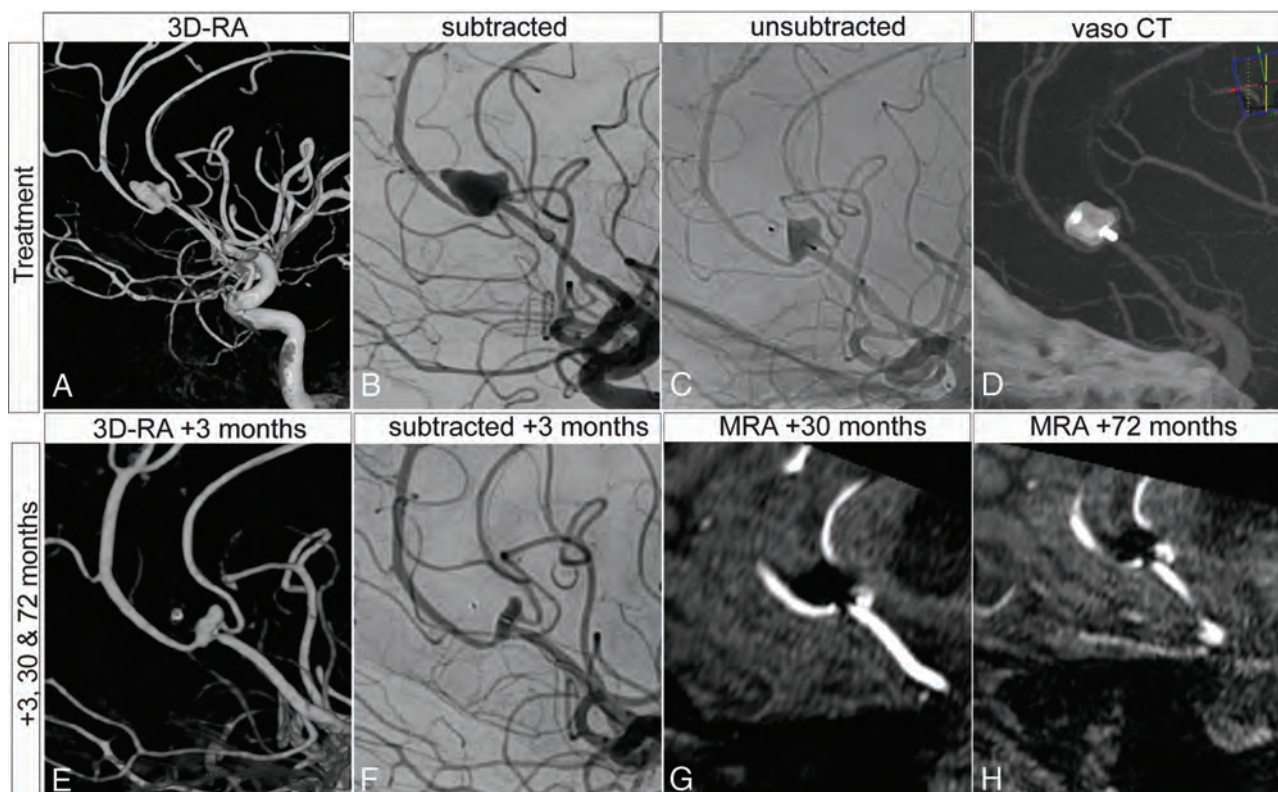 3D-RA
subtracted
unsubtracted
vaso CT
Treatment
A
B
C
D
3D-RA +3 months
subtracted +3 months
MRA +30 months
MRA +72 months
+3, 30 & 72 months
E
F
G
H